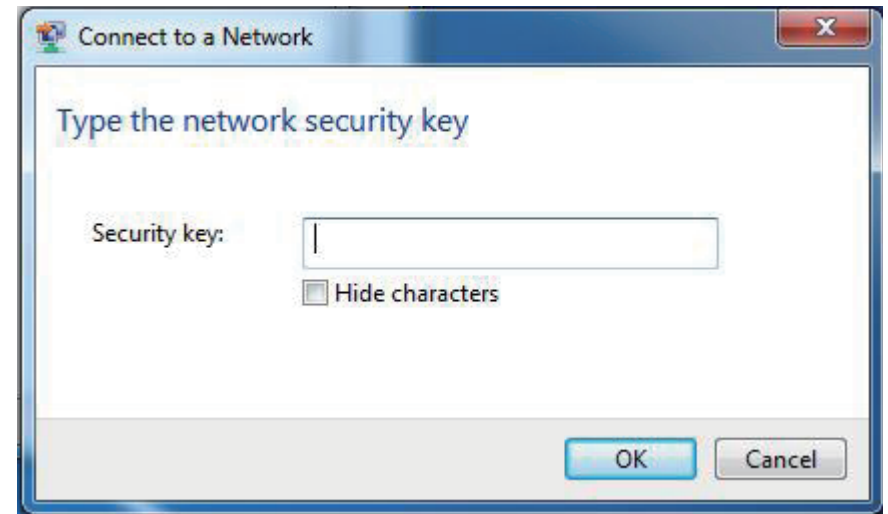 Connect to a Network
Type the network security key
Security key:
Hide characters
OK Cancel